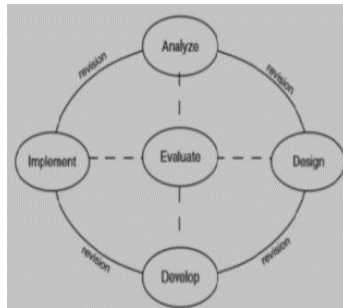 Analyze
revision
revision
Implement
Evaluate
Design
revision
revision
Develop